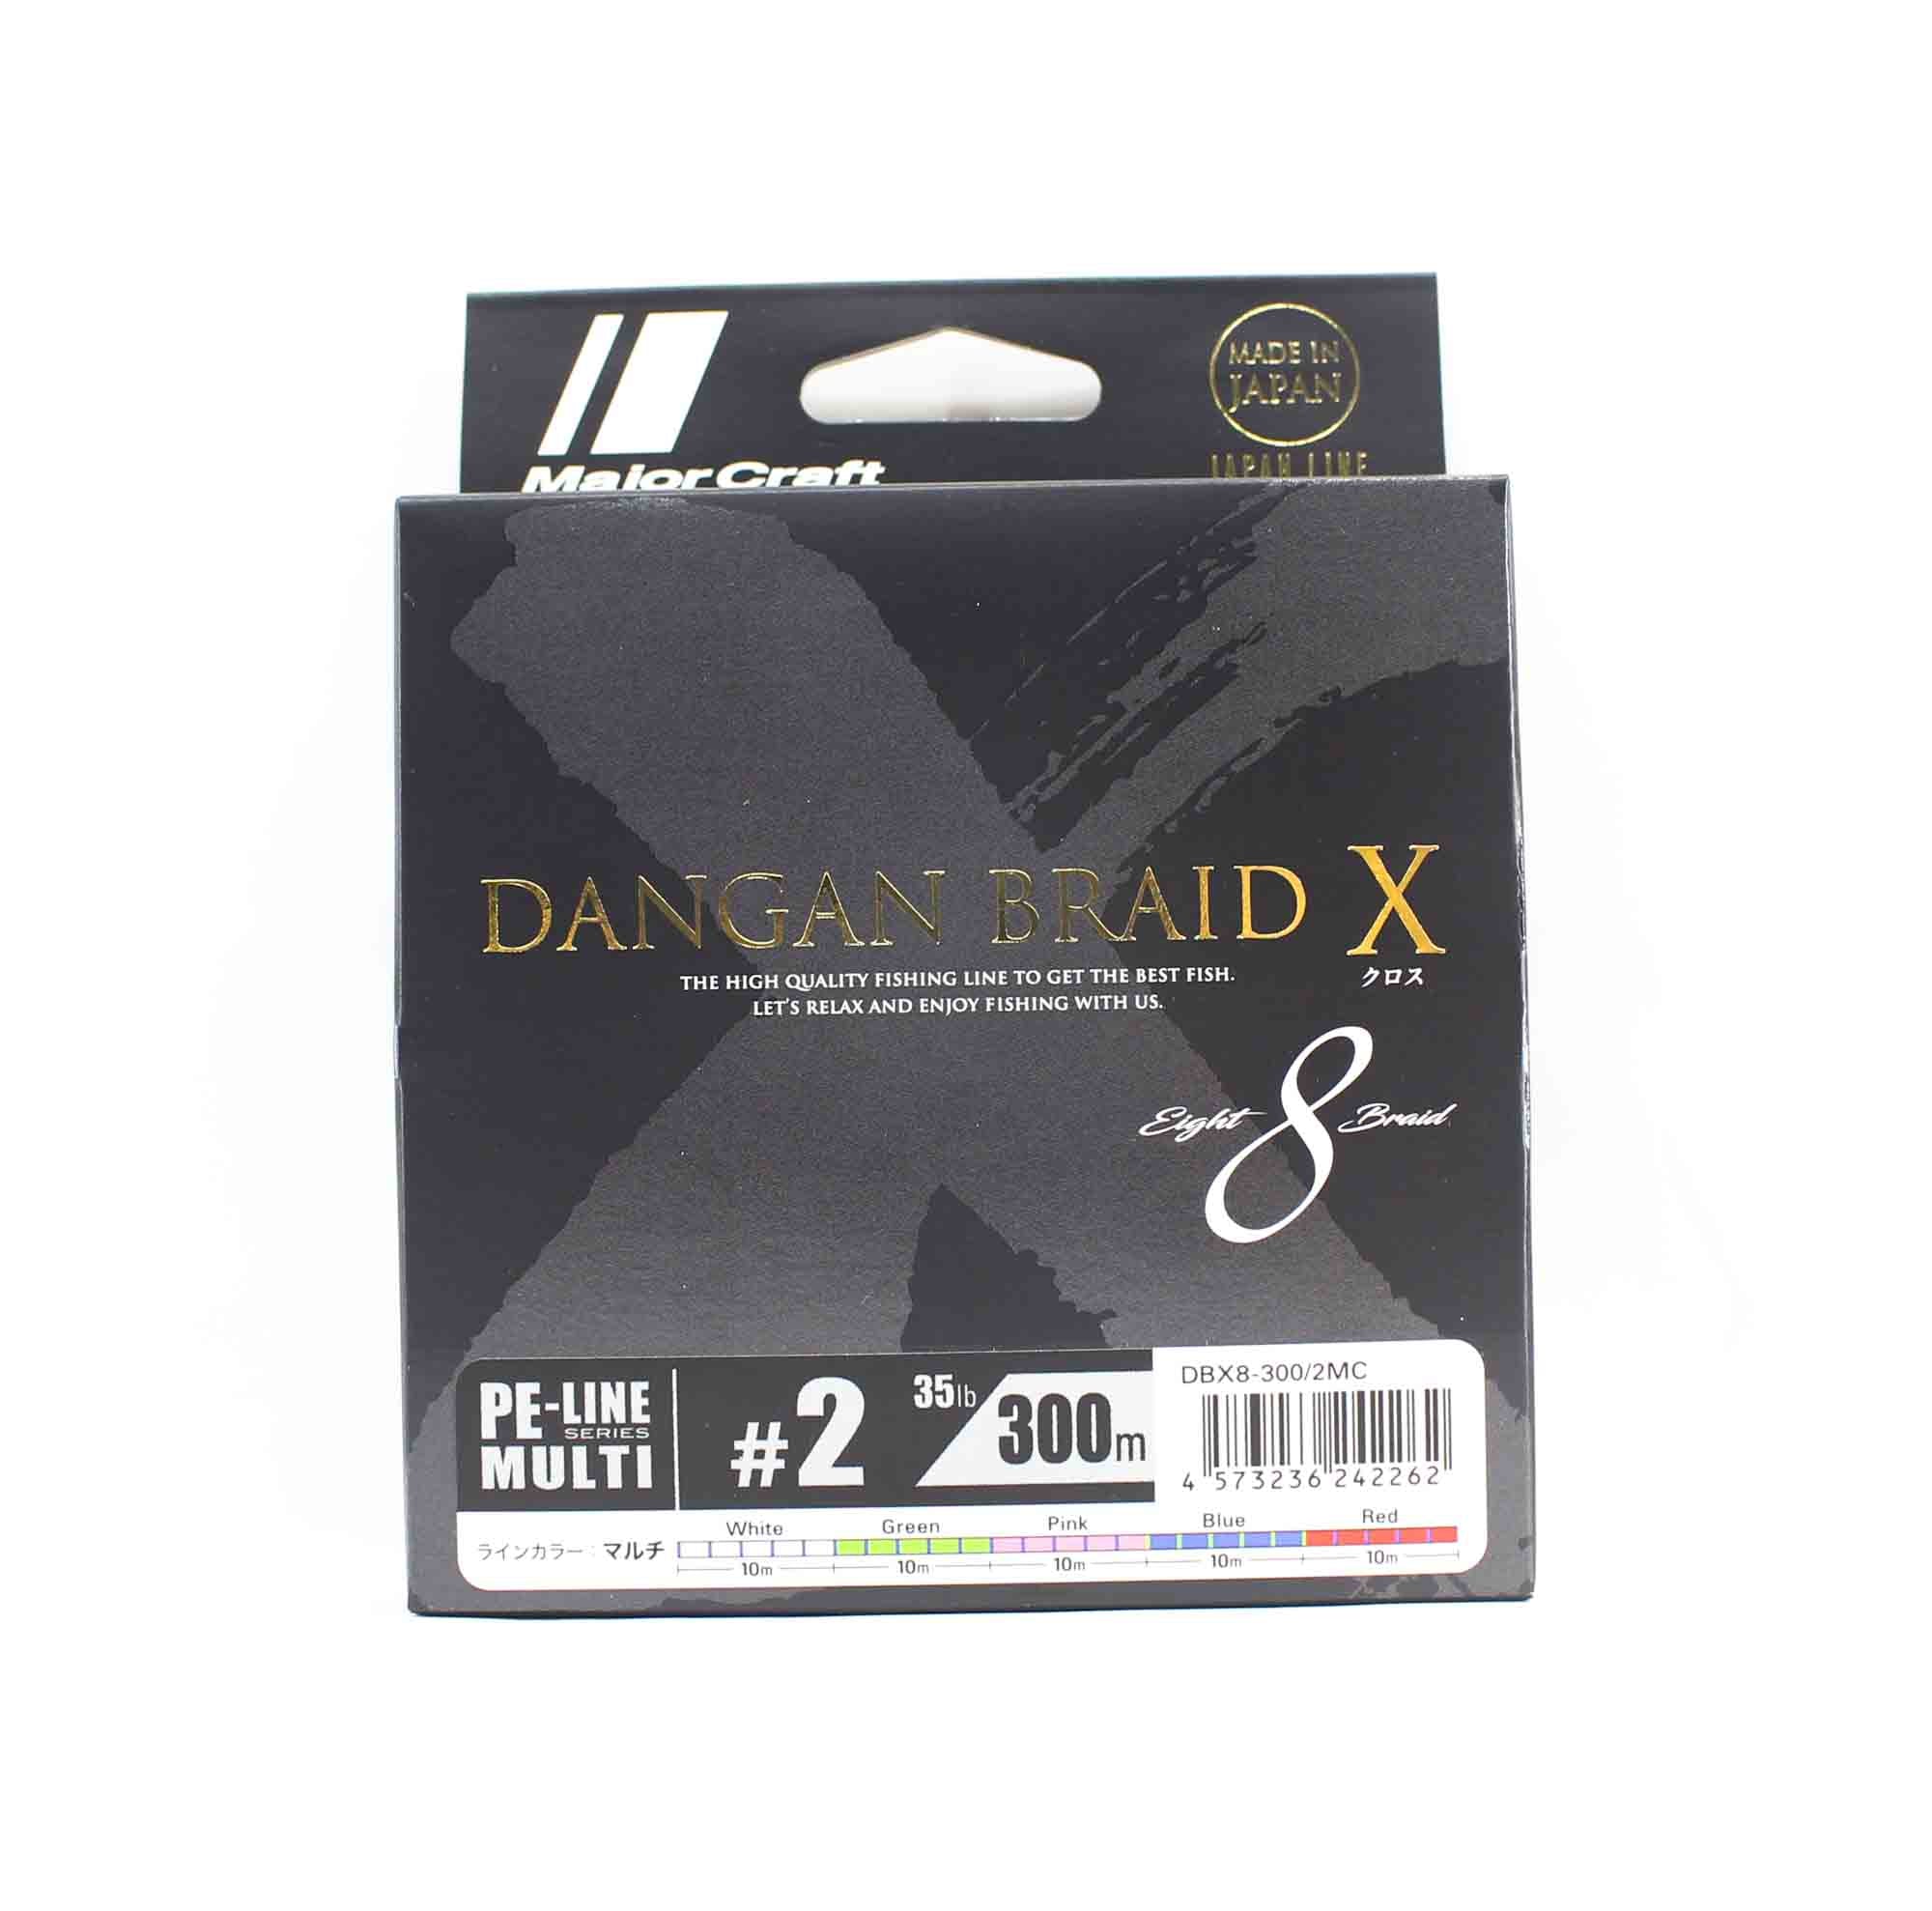 MADE IN
JAPAN
Major Craft
JAPAN LINE
DANGAN BRAID X
クロス
THE HIGH QUALITY FISHING LINE TO GET THE BEST FISH.
LET'S RELAX AND ENJOY FISHING WITH US.
Eight 8 Braid
PE-LINE
SERIES
MULTI
#2
35lb
300m
DBX8-300/2MC
4 573236 242262
White Green Pink Blue Red
ラインカラー：マルチ
10m 10m 10m 10m 10m